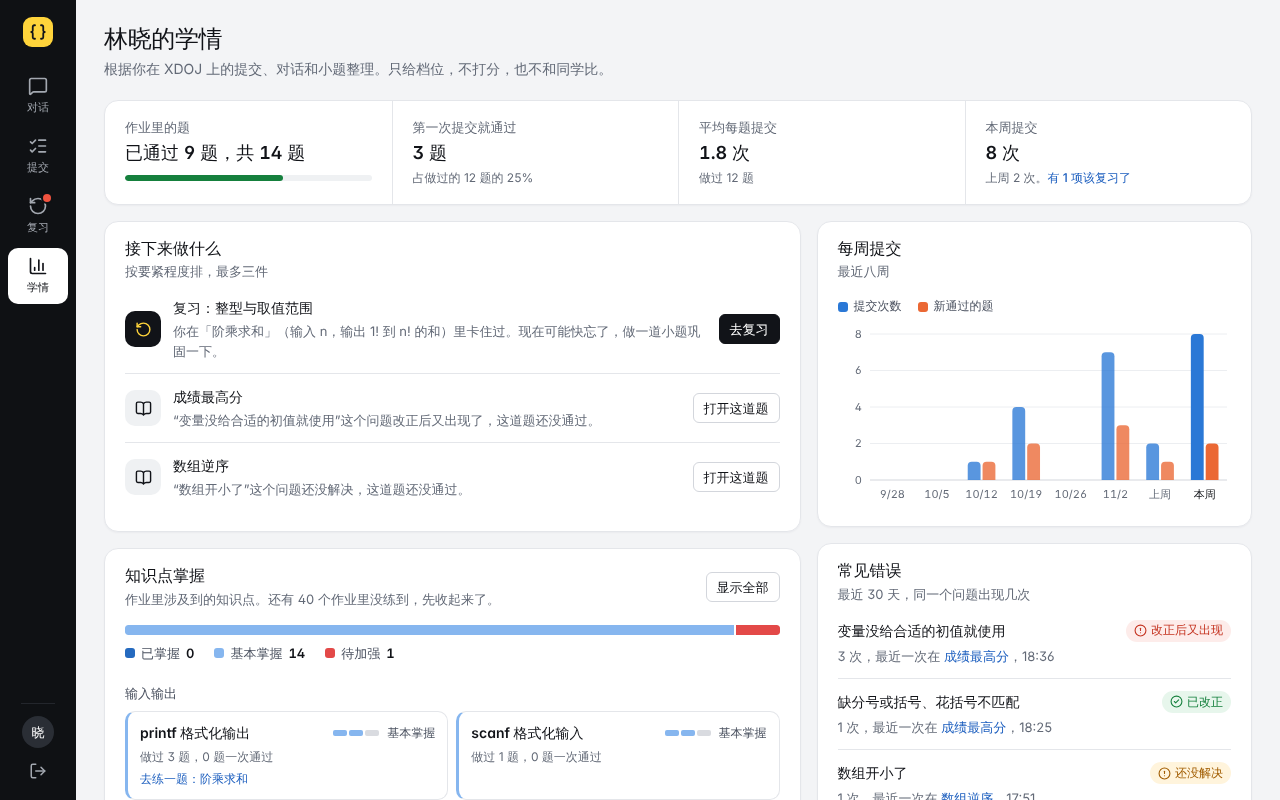 {}
对话
提交
复习
学情
晓
林晓的学情
根据你在 XDOJ 上的提交、对话和小题整理。只给档位，不打分，也不和同学比。
作业里的题
已通过 9 题，共 14 题
第一次提交就通过
3 题
占做过的 12 题的 25%
平均每题提交
1.8 次
做过 12 题
本周提交
8 次
上周 2 次。有 1 项该复习了
接下来做什么
按要紧程度排，最多三件
复习：整型与取值范围
你在「阶乘求和」（输入 n，输出 1! 到 n! 的和）里卡住过。现在可能快忘了，做一道小题巩
固一下。
去复习
成绩最高分
“变量没给合适的初值就使用”这个问题改正后又出现了，这道题还没通过。
打开这道题
数组逆序
“数组开小了”这个问题还没解决，这道题还没通过。
打开这道题
每周提交
最近八周
提交次数 新通过的题
8
6
4
2
0
9/28 10/5 10/12 10/19 10/26 11/2 上周 本周
知识点掌握
作业里涉及到的知识点。还有 40 个作业里没练到，先收起来了。
显示全部
已掌握 0 基本掌握 14 待加强 1
输入输出
printf 格式化输出 基本掌握
做过 3 题，0 题一次通过
去练一题：阶乘求和
scanf 格式化输入 基本掌握
做过 1 题，0 题一次通过
常见错误
最近 30 天，同一个问题出现几次
变量没给合适的初值就使用 改正后又出现
3 次，最近一次在 成绩最高分，18:36
缺分号或括号、花括号不匹配 已改正
1 次，最近一次在 成绩最高分，18:25
数组开小了 还没解决
1 次，最近一次在 数组逆序，17:51